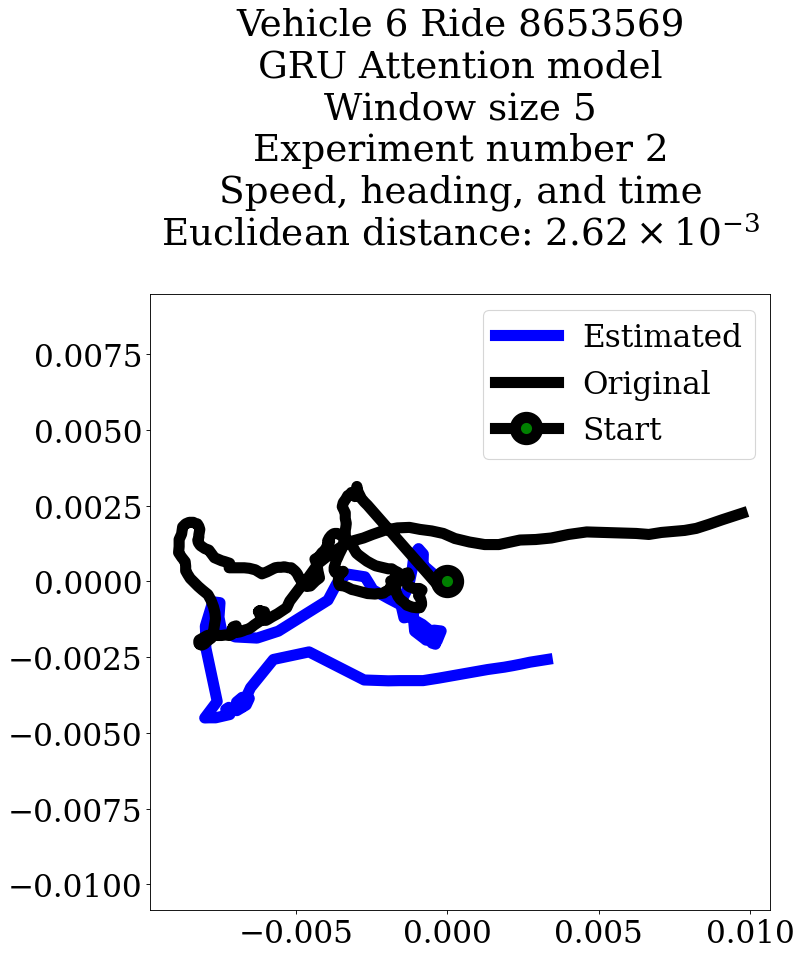 Vehicle 6 Ride 8653569
GRU Attention model
Window size 5
Experiment number 2
Speed, heading, and time
Euclidean distance: 2.62 × 10⁻³
Estimated
Original
Start
0.0075
0.0050
0.0025
0.0000
−0.0025
−0.0050
−0.0075
−0.0100
−0.005 0.000 0.005 0.010